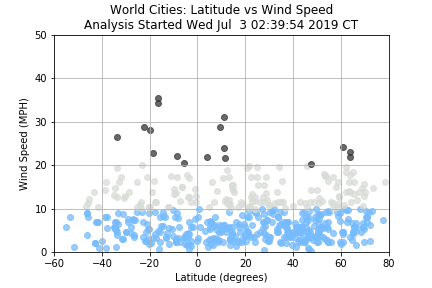 World Cities: Latitude vs Wind Speed
Analysis Started Wed Jul  3 02:39:54 2019 CT
50
40
30
20
10
0
Wind Speed (MPH)
−60 −40 −20 0 20 40 60 80
Latitude (degrees)